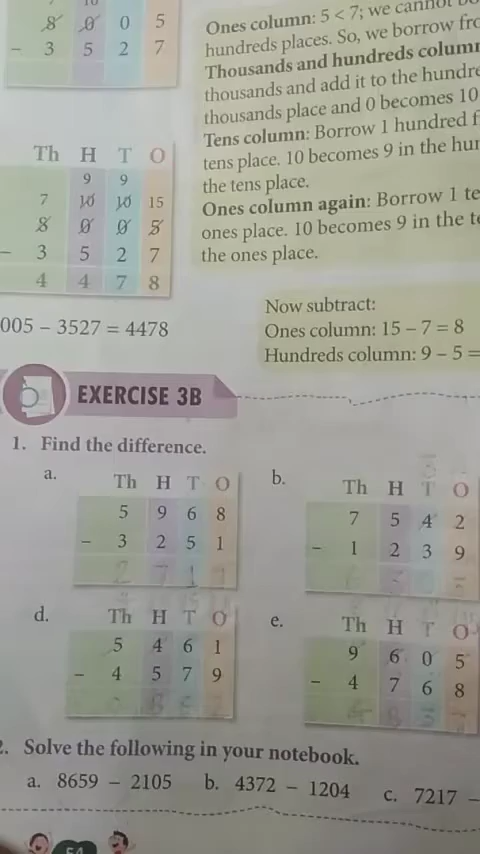 10
8 0 0 5
− 3 5 2 7
Ones column: 5 < 7; we cannot
hundreds places. So, we borrow
Thousands and hundreds
thousands and add it to the
thousands place and 0 becomes 10
Tens column: Borrow 1 hundred
tens place. 10 becomes 9 in the
the tens place.
Ones column again: Borrow 1
ones place. 10 becomes 9 in the
the ones place.
Th H T O
9 9
7 10 10 15
8 0 0 5
− 3 5 2 7
4 4 7 8
005 − 3527 = 4478
Now subtract:
Ones column: 15 − 7 = 8
Hundreds column: 9 − 5 =
EXERCISE 3B
1. Find the difference.
a. Th H T O
5 9 6 8
− 3 2 5 1
2 7 1 1
b. Th H T O
7 5 4 2
− 1 2 3 9
d. Th H T O
5 4 6 1
− 4 5 7 9
e. Th H T O
9 6 0 5
− 4 7 6 8
2. Solve the following in your notebook.
a. 8659 − 2105 b. 4372 − 1204 c. 7217 −
54